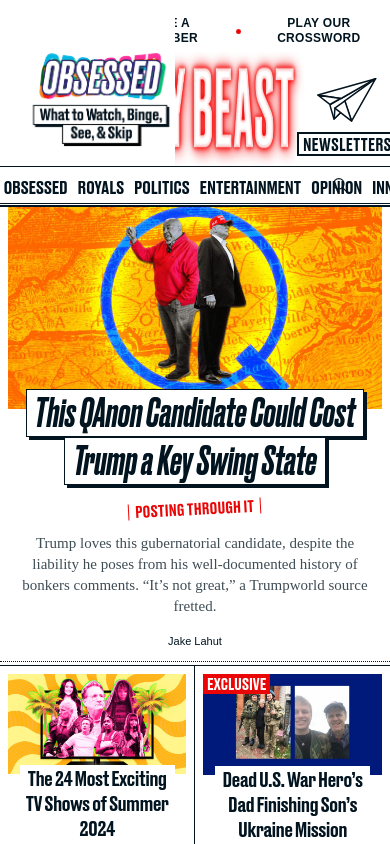 E A
BER
PLAY OUR
CROSSWORD
OBSESSED
What to Watch, Binge,
See, & Skip
Y BEAST
NEWSLETTERS
OBSESSED ROYALS POLITICS ENTERTAINMENT OPINION INN
This QAnon Candidate Could Cost
Trump a Key Swing State
POSTING THROUGH IT
Trump loves this gubernatorial candidate, despite the
liability he poses from his well-documented history of
bonkers comments. “It’s not great,” a Trumpworld source
fretted.
Jake Lahut
The 24 Most Exciting
TV Shows of Summer
2024
EXCLUSIVE
Dead U.S. War Hero’s
Dad Finishing Son’s
Ukraine Mission